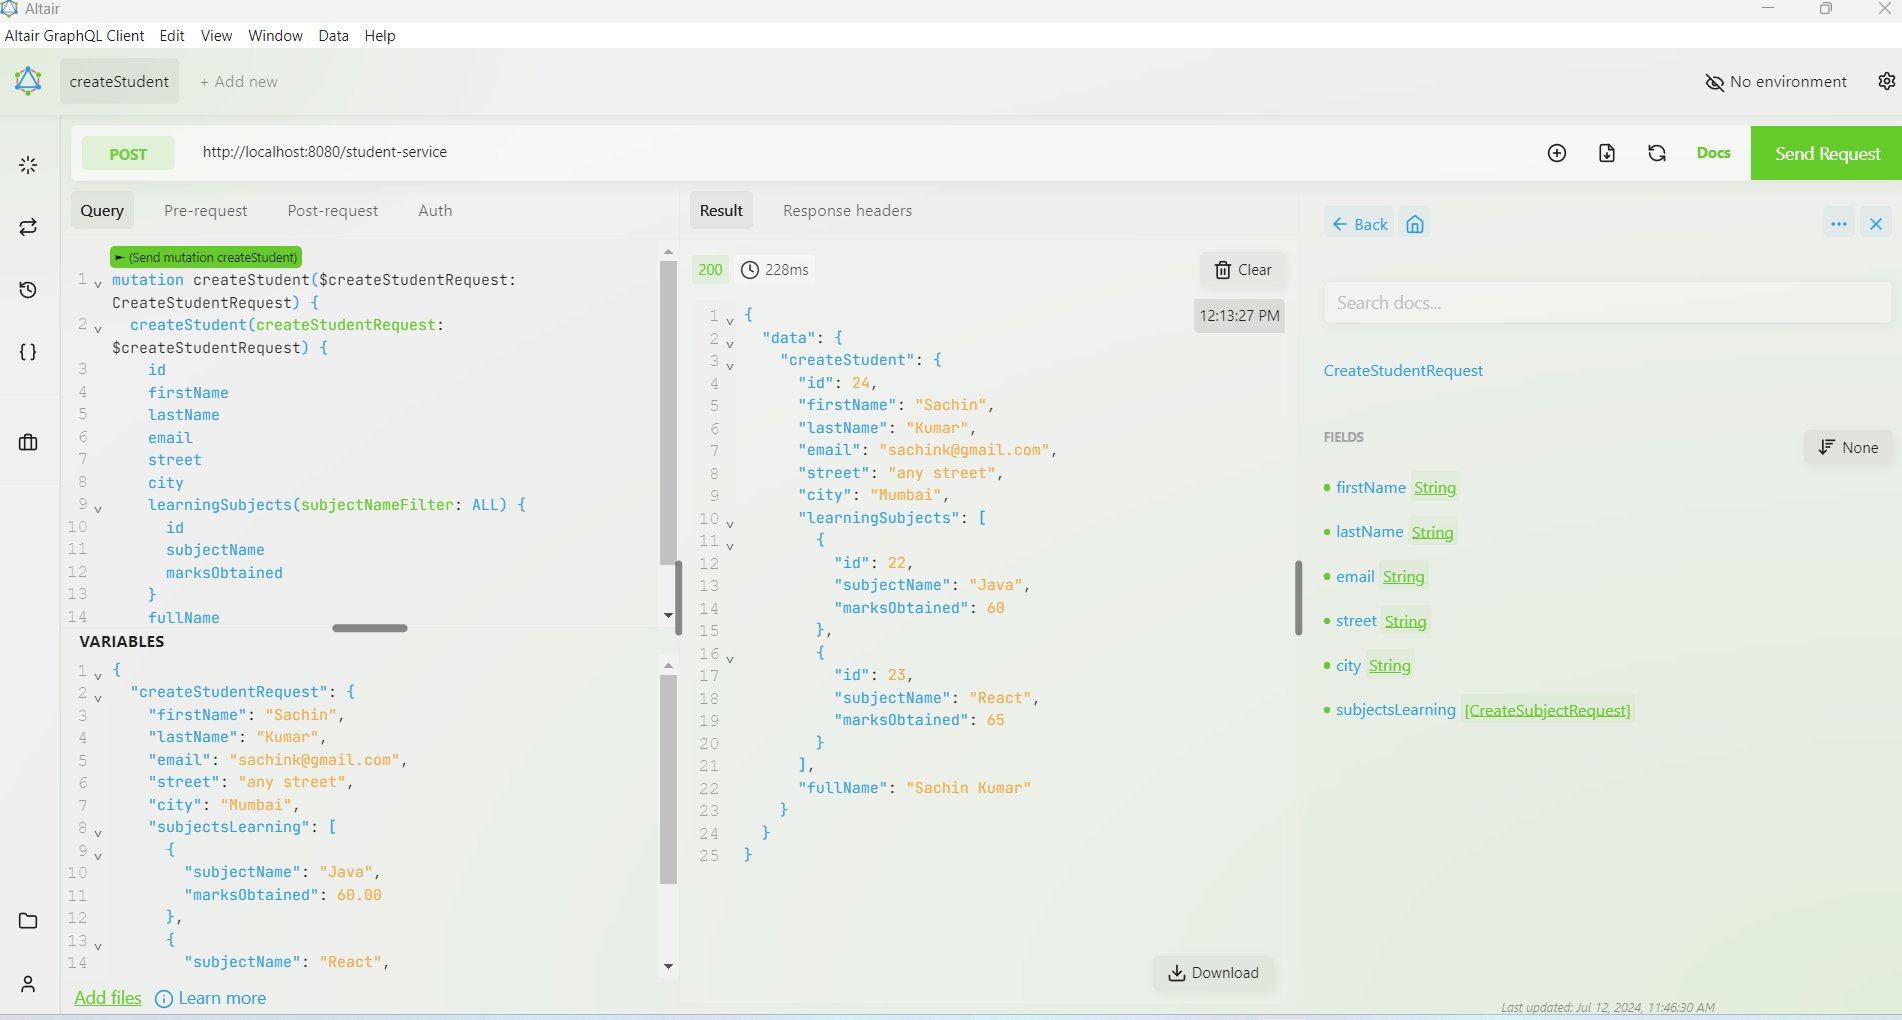 Altair
Altair GraphQL Client Edit View Window Data Help
createStudent + Add new No environment
POST http://localhost:8080/student-service Docs Send Request
Query Pre-request Post-request Auth
(Send mutation createStudent)
1 mutation createStudent($createStudentRequest:
CreateStudentRequest) {
2 createStudent(createStudentRequest:
$createStudentRequest) {
3 id
4 firstName
5 lastName
6 email
7 street
8 city
9 learningSubjects(subjectNameFilter: ALL) {
10 id
11 subjectName
12 marksObtained
13 }
14 fullName
VARIABLES
1 {
2 "createStudentRequest": {
3 "firstName": "Sachin",
4 "lastName": "Kumar",
5 "email": "sachink@gmail.com",
6 "street": "any street",
7 "city": "Mumbai",
8 "subjectsLearning": [
9 {
10 "subjectName": "Java",
11 "marksObtained": 60.00
12 },
13 {
14 "subjectName": "React",
Add files Learn more
Result Response headers
200 228ms Clear
12:13:27 PM
1 {
2 "data": {
3 "createStudent": {
4 "id": 24,
5 "firstName": "Sachin",
6 "lastName": "Kumar",
7 "email": "sachink@gmail.com",
8 "street": "any street",
9 "city": "Mumbai",
10 "learningSubjects": [
11 {
12 "id": 22,
13 "subjectName": "Java",
14 "marksObtained": 60
15 },
16 {
17 "id": 23,
18 "subjectName": "React",
19 "marksObtained": 65
20 }
21 ],
22 "fullName": "Sachin Kumar"
23 }
24 }
25 }
Download
Back
Search docs...
CreateStudentRequest
FIELDS
None
firstName String
lastName String
email String
street String
city String
subjectsLearning [CreateSubjectRequest]
Last updated: Jul 12, 2024, 11:46:30 AM